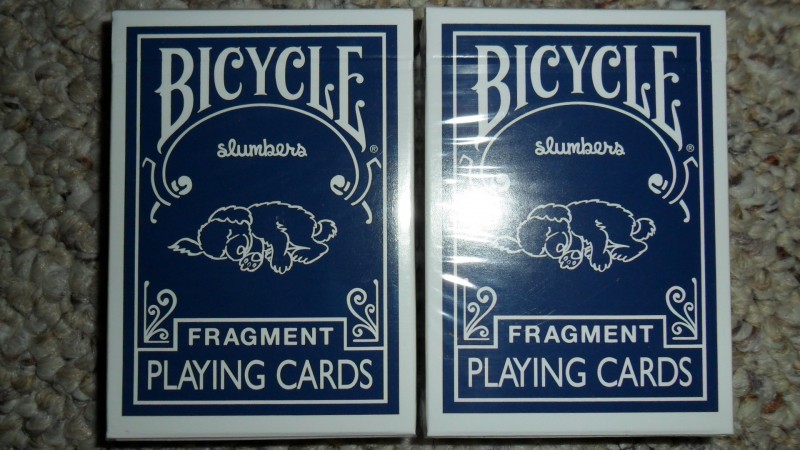 BICYCLE
®
slumbers
FRAGMENT
PLAYING CARDS
BICYCLE
®
slumbers
FRAGMENT
PLAYING CARDS